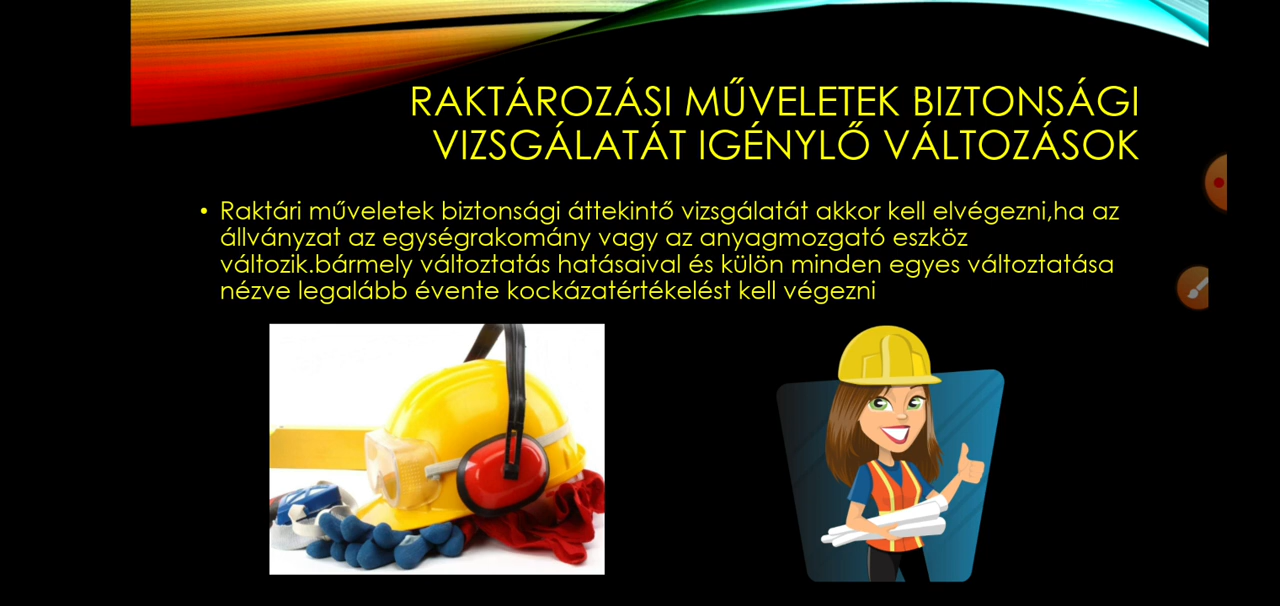 RAKTÁROZÁSI MŰVELETEK BIZTONSÁGI
VIZSGÁLATÁT IGÉNYLŐ VÁLTOZÁSOK
• Raktári műveletek biztonsági áttekintő vizsgálatát akkor kell elvégezni,ha az
állványzat az egységrakomány vagy az anyagmozgató eszköz
változik.bármely változtatás hatásaival és külön minden egyes változtatása
nézve legalább évente kockázatértékelést kell végezni